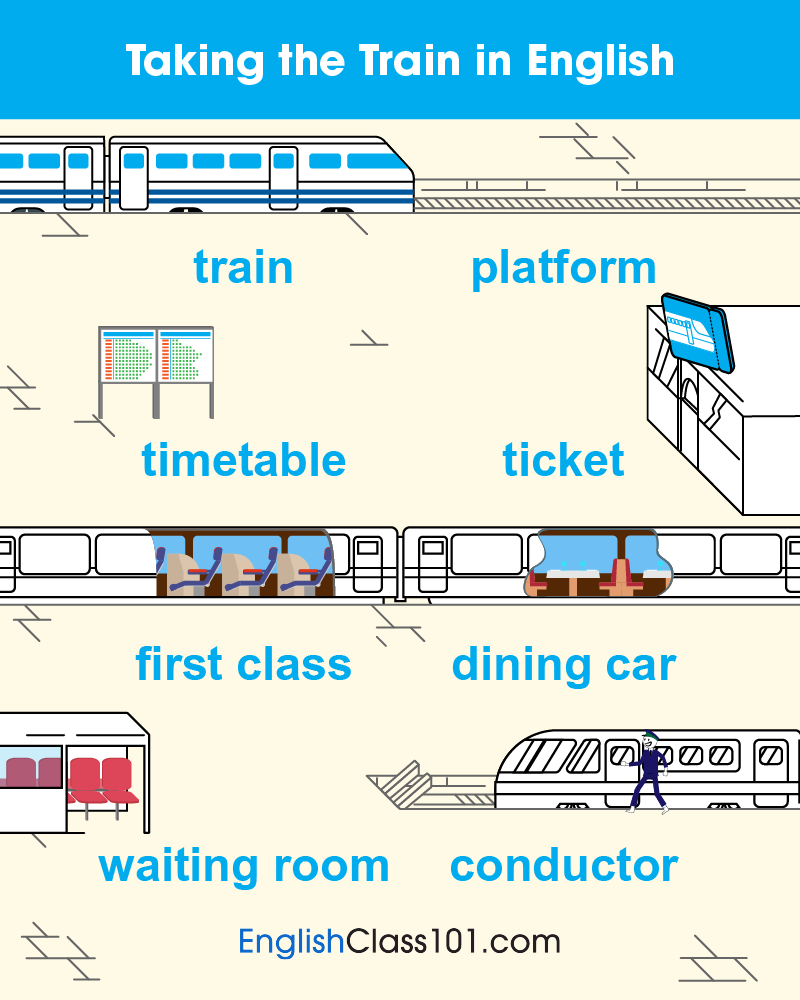 Taking the Train in English
train
platform
timetable
ticket
first class
dining car
waiting room
conductor
EnglishClass101.com